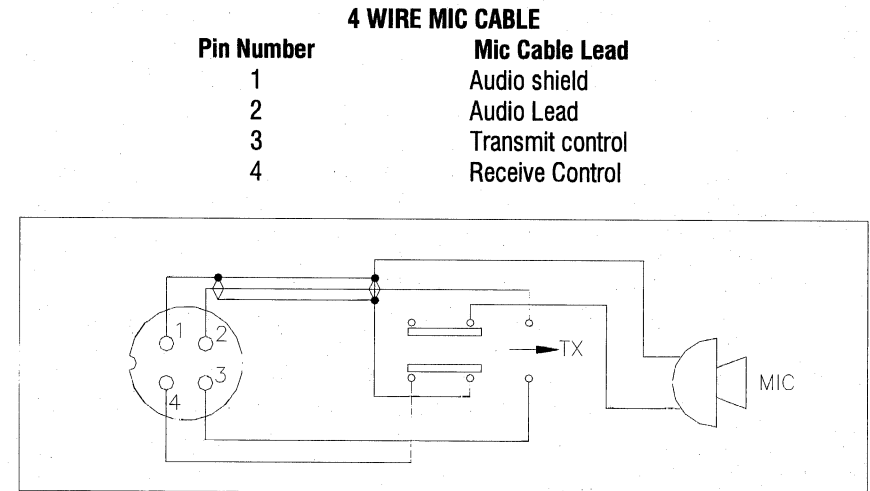 4 WIRE MIC CABLE
Pin Number Mic Cable Lead
1 Audio shield
2 Audio Lead
3 Transmit control
4 Receive Control
1 2
TX
3
4
MIC